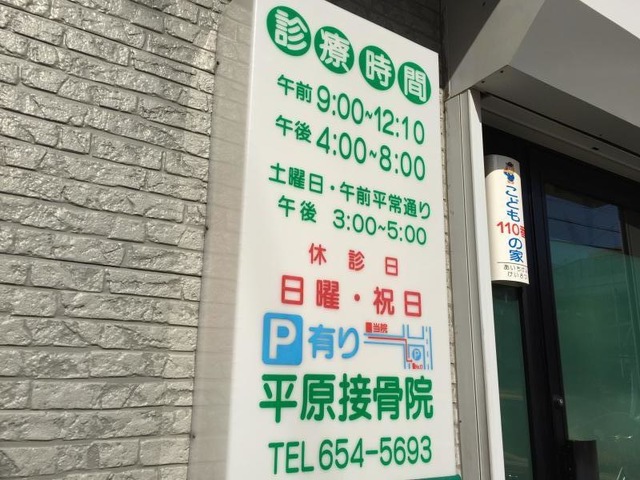 診療時間
午前 9:00~12:10
午後 4:00~8:00
土曜日・午前平常通り
午後 3:00~5:00
休診日
日曜・祝日
P 有り
当院
P
平原接骨院
TEL 654-5693
こども
110番
の家